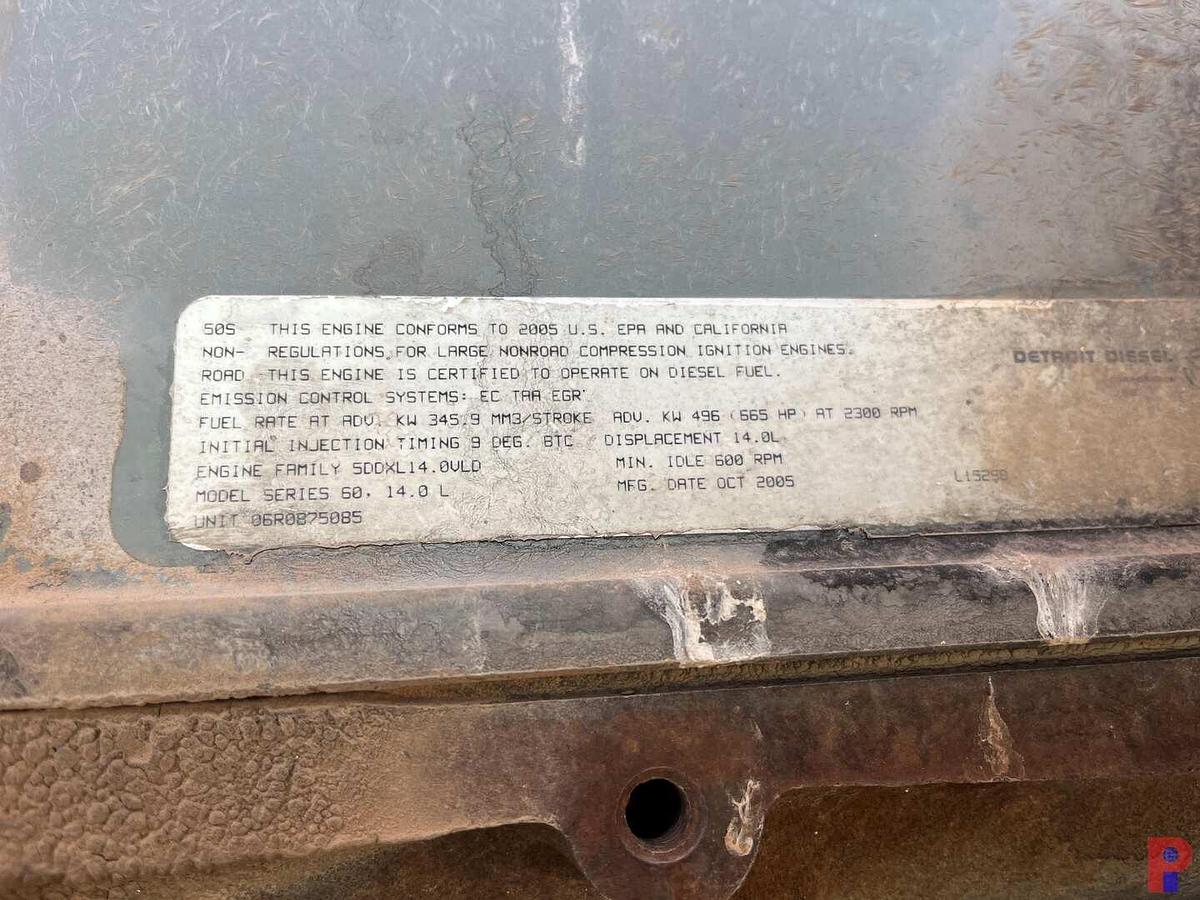 50S THIS ENGINE CONFORMS TO 2005 U.S. EPA AND CALIFORNIA
NON- REGULATIONS FOR LARGE NONROAD COMPRESSION IGNITION ENGINES.
ROAD THIS ENGINE IS CERTIFIED TO OPERATE ON DIESEL FUEL.
DETROIT DIESEL
EMISSION CONTROL SYSTEMS: EC TAA EGR
FUEL RATE AT ADV. KW 345.9 MM3/STROKE ADV. KW 496 (665 HP) AT 2300 RPM
INITIAL INJECTION TIMING 9 DEG. BTC DISPLACEMENT 14.0L
ENGINE FAMILY 5DDXL14.0VLD MIN. IDLE 600 RPM
MODEL SERIES 60, 14.0 L MFG. DATE OCT 2005
UNIT 06R0875085